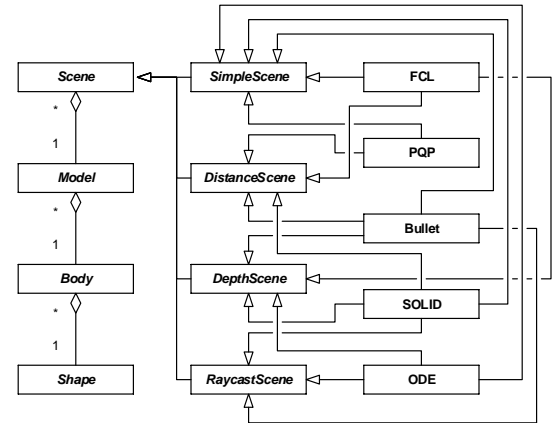 Scene
SimpleScene
FCL
*
1
PQP
Model
DistanceScene
*
1
Bullet
Body
DepthScene
*
1
SOLID
Shape
RaycastScene
ODE